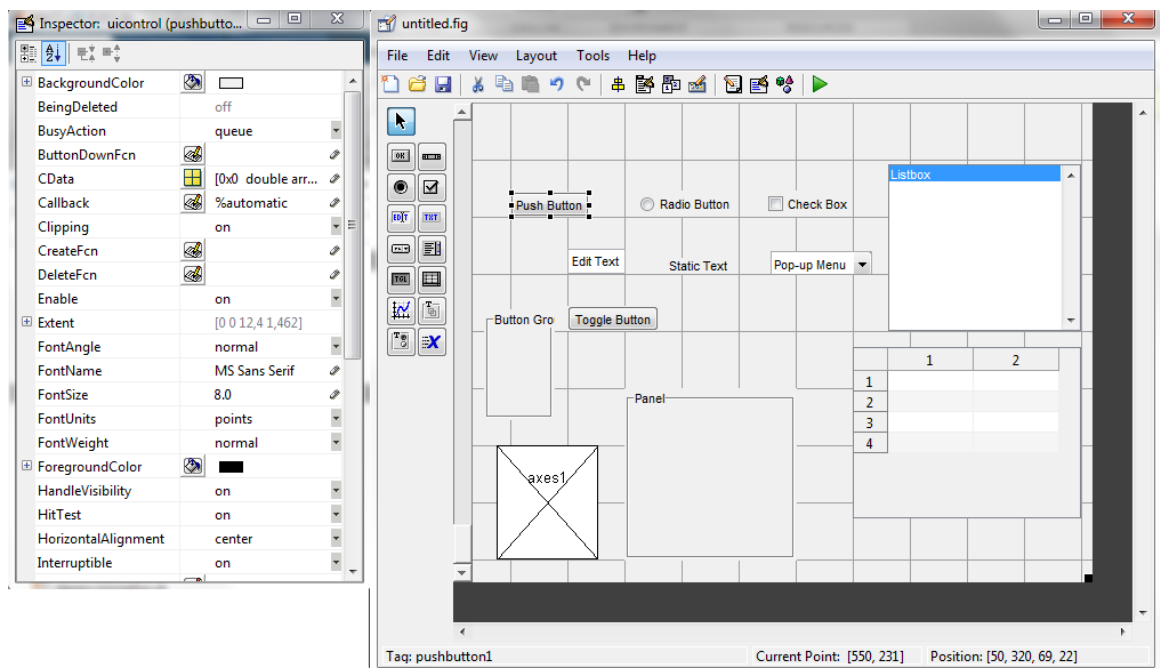 Inspector: uicontrol (pushbutto...
BackgroundColor
BeingDeleted off
BusyAction queue
ButtonDownFcn
CData [0x0 double arr...
Callback %automatic
Clipping on
CreateFcn
DeleteFcn
Enable on
Extent [0 0 12,4 1,462]
FontAngle normal
FontName MS Sans Serif
FontSize 8.0
FontUnits points
FontWeight normal
ForegroundColor
HandleVisibility on
HitTest on
HorizontalAlignment center
Interruptible on
untitled.fig
File Edit View Layout Tools Help
OK
EDIT TXT
TGL
Listbox
Push Button Radio Button Check Box
Edit Text Static Text Pop-up Menu
Button Gro Toggle Button
1 2
1
2
3
4
Panel
axes1
Tag: pushbutton1 Current Point: [550, 231] Position: [50, 320, 69, 22]